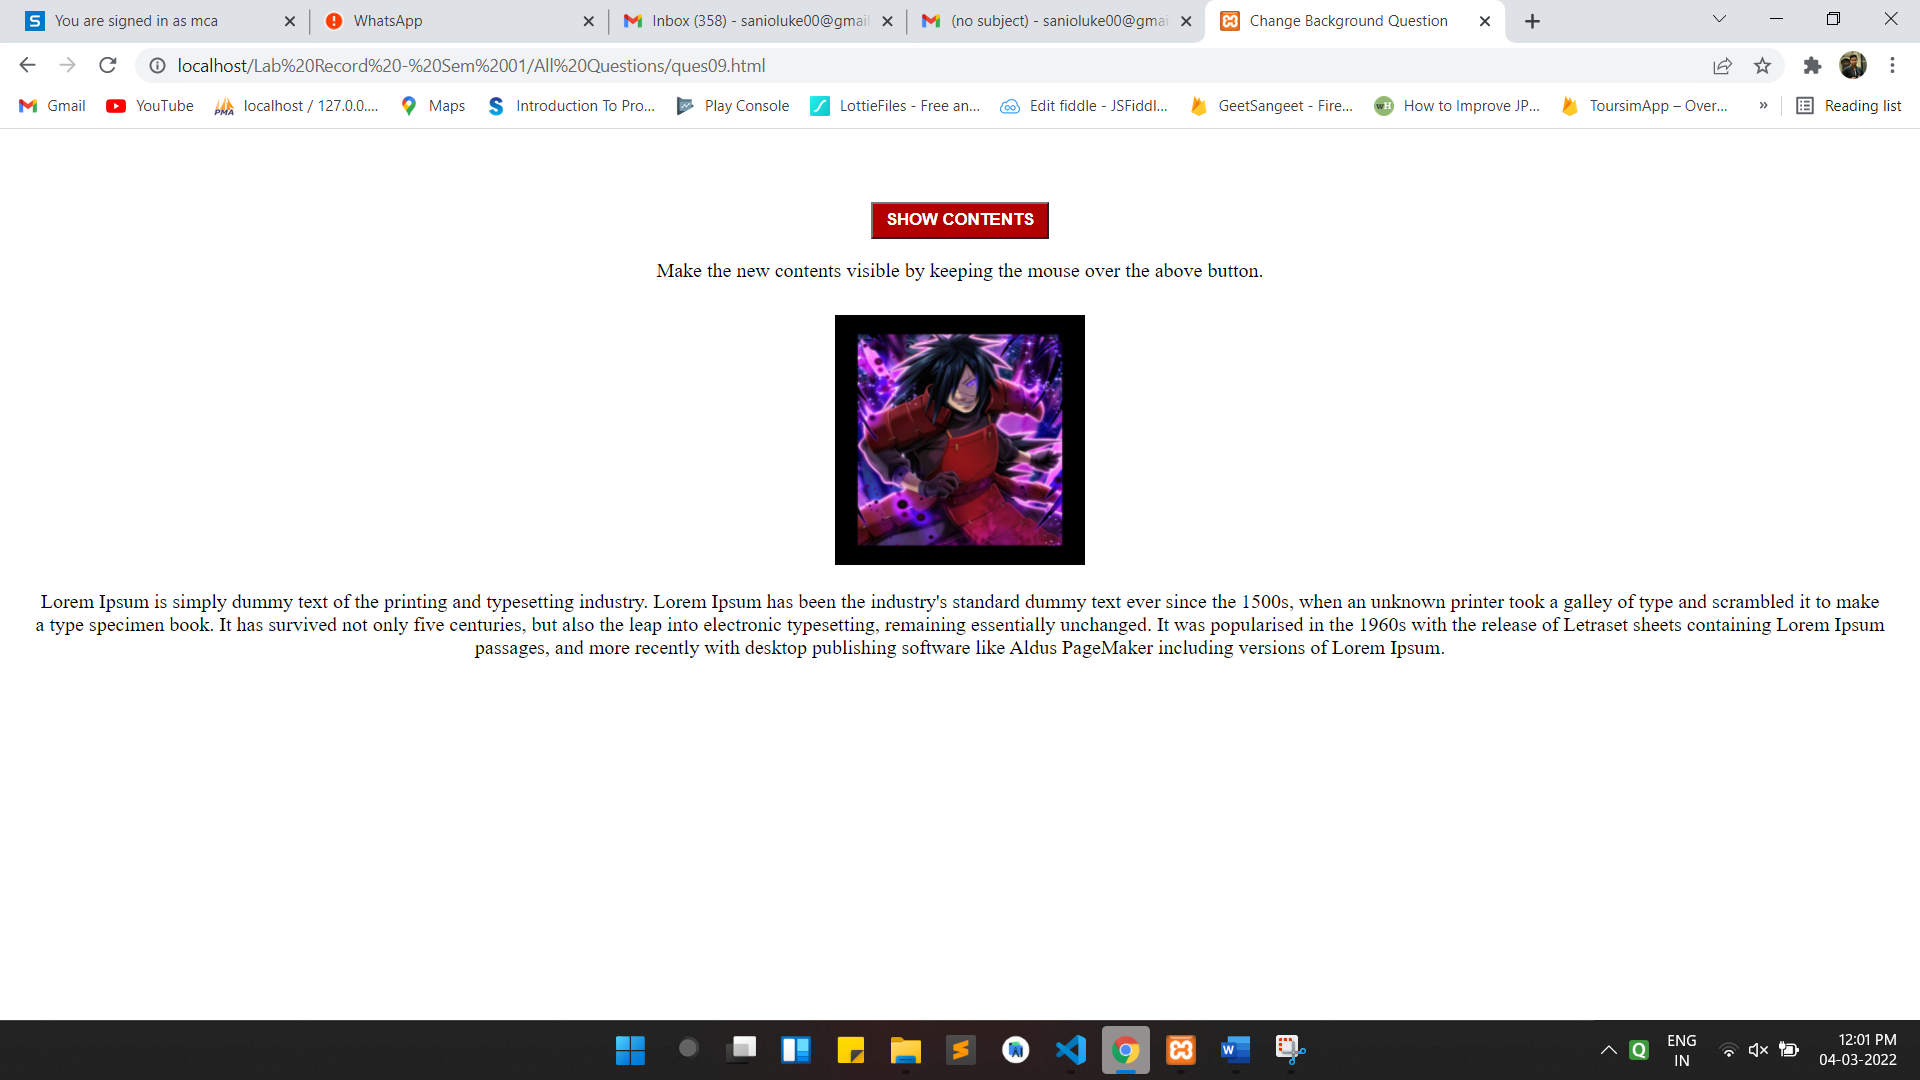 You are signed in as mca
WhatsApp
Inbox (358) - sanioluke00@gmail
(no subject) - sanioluke00@gmai
Change Background Question
localhost/Lab%20Record%20-%20Sem%2001/All%20Questions/ques09.html
Gmail
YouTube
localhost / 127.0.0....
Maps
Introduction To Pro...
Play Console
LottieFiles - Free an...
Edit fiddle - JSFiddl...
GeetSangeet - Fire...
How to Improve JP...
ToursimApp – Over...
»
Reading list
SHOW CONTENTS
Make the new contents visible by keeping the mouse over the above button.
Lorem Ipsum is simply dummy text of the printing and typesetting industry. Lorem Ipsum has been the industry's standard dummy text ever since the 1500s, when an unknown printer took a galley of type and scrambled it to make
a type specimen book. It has survived not only five centuries, but also the leap into electronic typesetting, remaining essentially unchanged. It was popularised in the 1960s with the release of Letraset sheets containing Lorem Ipsum
passages, and more recently with desktop publishing software like Aldus PageMaker including versions of Lorem Ipsum.
ENG
IN
12:01 PM
04-03-2022